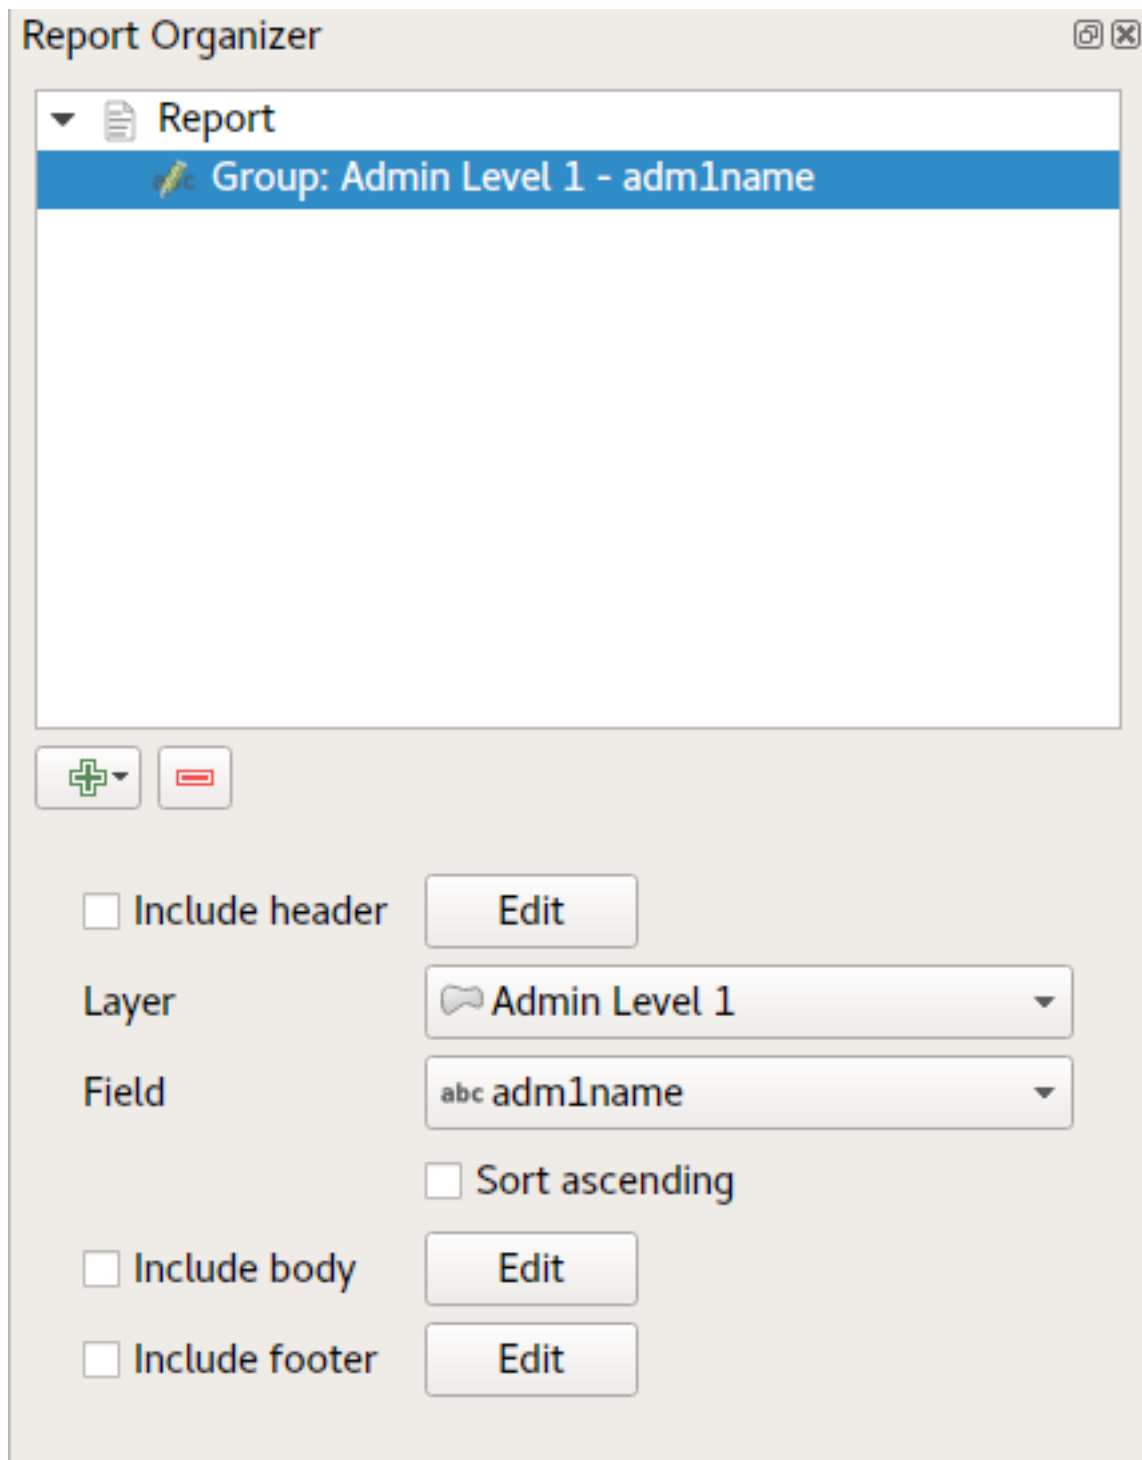 Report Organizer
Report
Group: Admin Level 1 - adm1name
Include header Edit
Layer Admin Level 1
Field abc adm1name
Sort ascending
Include body Edit
Include footer Edit